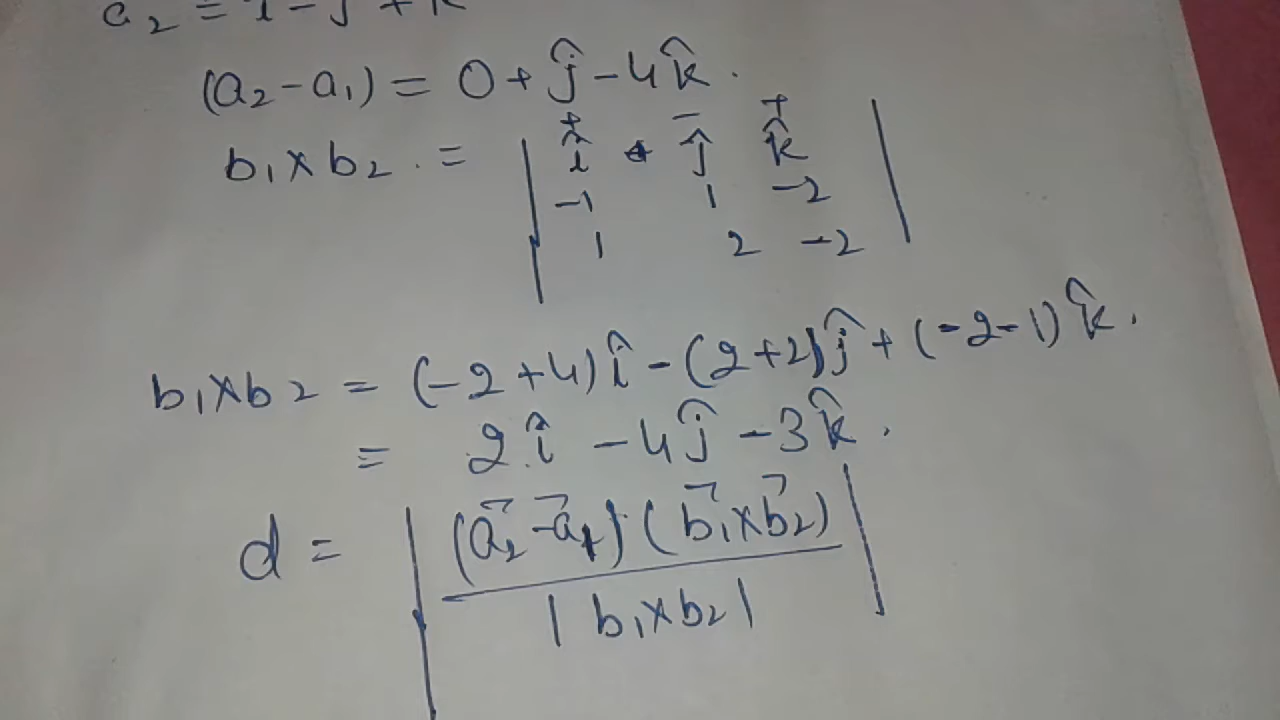 a₂ = î - ĵ + k
(a₂ - a₁) = 0 + ĵ - 4k̂.
+ - +
b₁ × b₂ . = | î ĵ k̂ |
-1 1 -2
1 2 -2
b₁ × b₂ = (-2 + 4) î - (2 + 2) ĵ + (-2 - 1) k̂.
= 2î - 4ĵ - 3k̂.
d = | (a⃗₂ - a⃗₁) · (b⃗₁ × b⃗₂)
| b₁ × b₂ | |